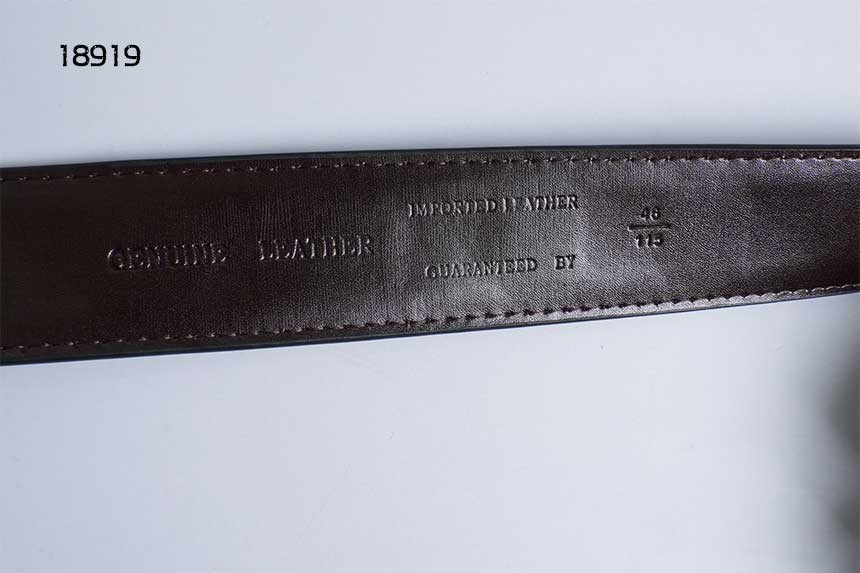 18919
GENUINE LEATHER
IMPORTED LEATHER
GUARANTEED BY
46
115